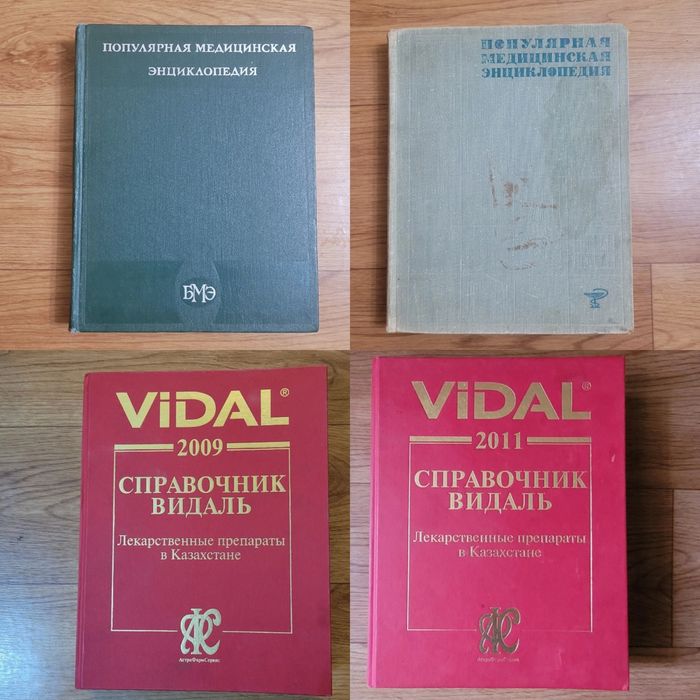 ПОПУЛЯРНАЯ МЕДИЦИНСКАЯ
ЭНЦИКЛОПЕДИЯ
БМЭ
ПОПУЛЯРНАЯ
МЕДИЦИНСКАЯ
ЭНЦИКЛОПЕДИЯ
ViDAL®
2009
СПРАВОЧНИК
ВИДАЛЬ
Лекарственные препараты
в Казахстане
АстраФармСервис
ViDAL®
2011
СПРАВОЧНИК
ВИДАЛЬ
Лекарственные препараты
в Казахстане
АстраФармСервис